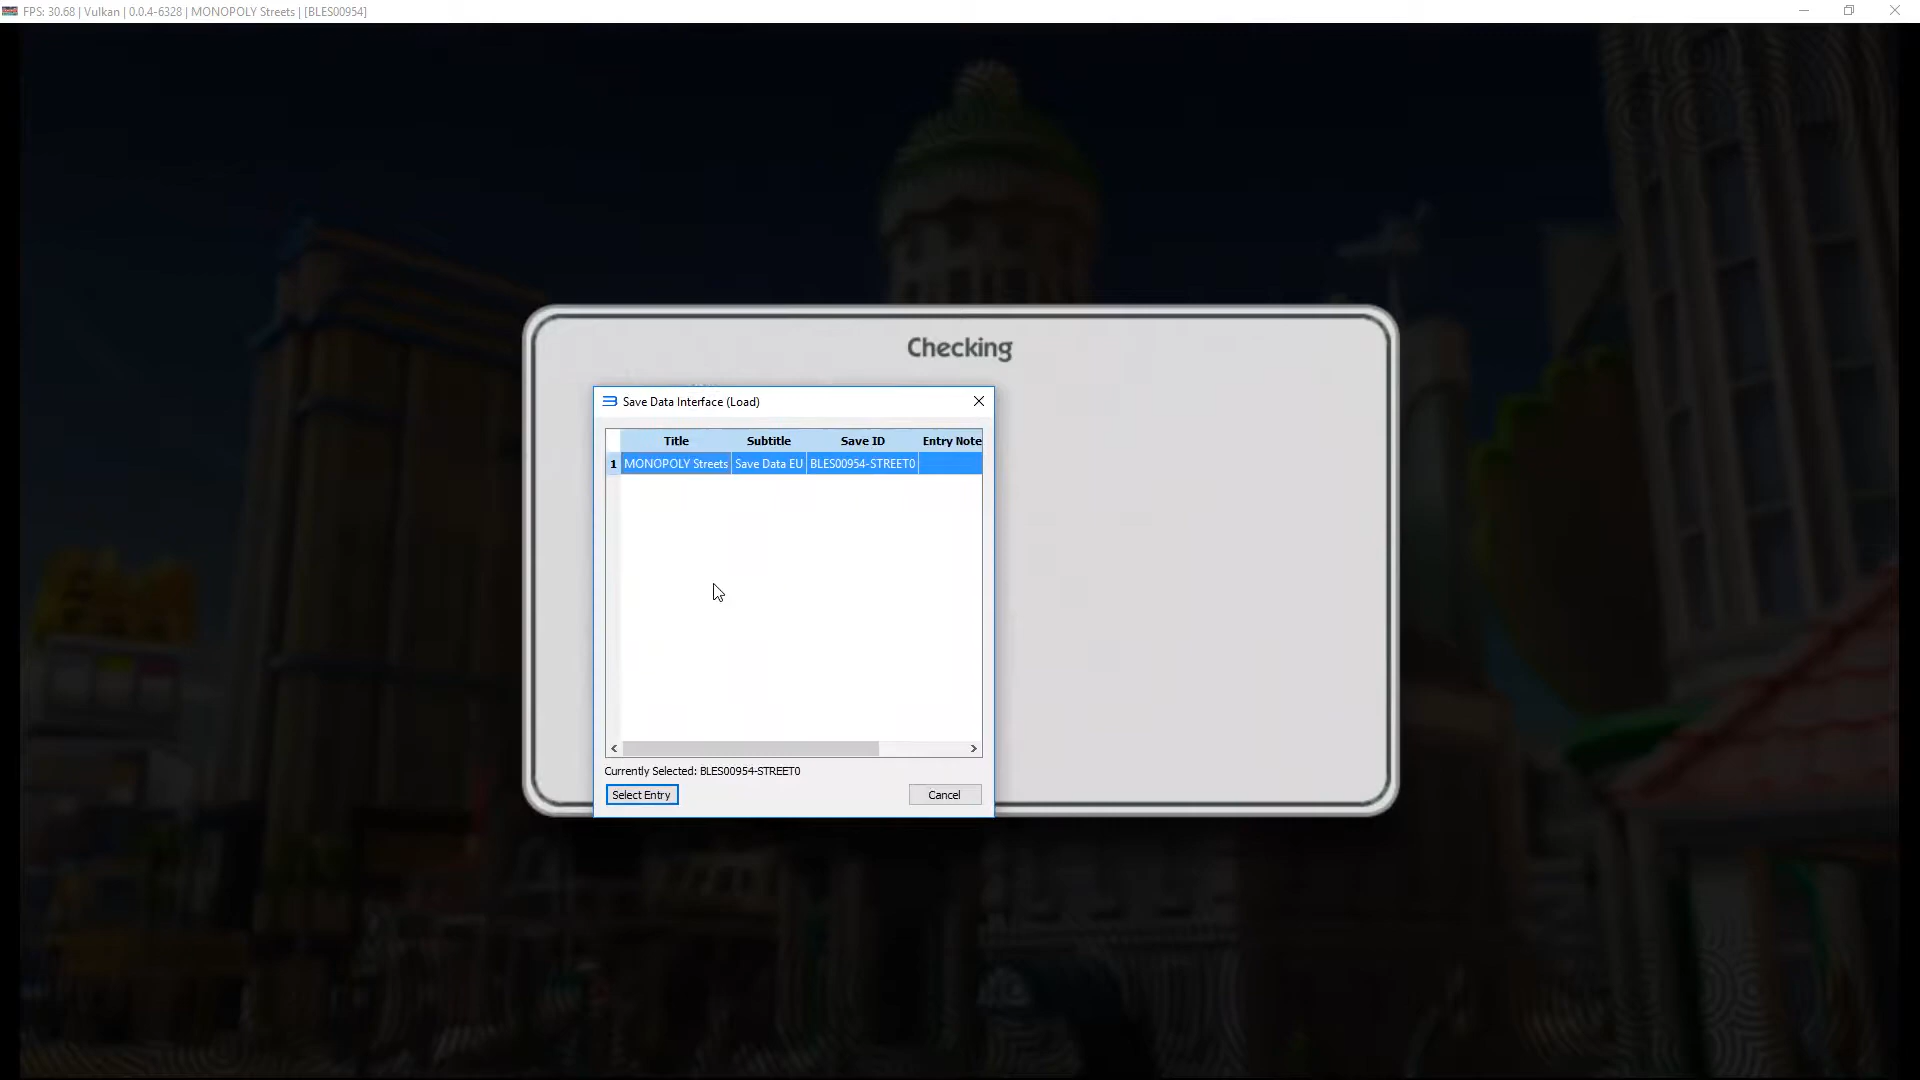 FPS: 30.68 | Vulkan | 0.0.4-6328 | MONOPOLY Streets | [BLES00954]
Checking
Save Data Interface (Load)
Title Subtitle Save ID Entry Note
1 MONOPOLY Streets Save Data EU BLES00954-STREET0
Currently Selected: BLES00954-STREET0
Select Entry Cancel